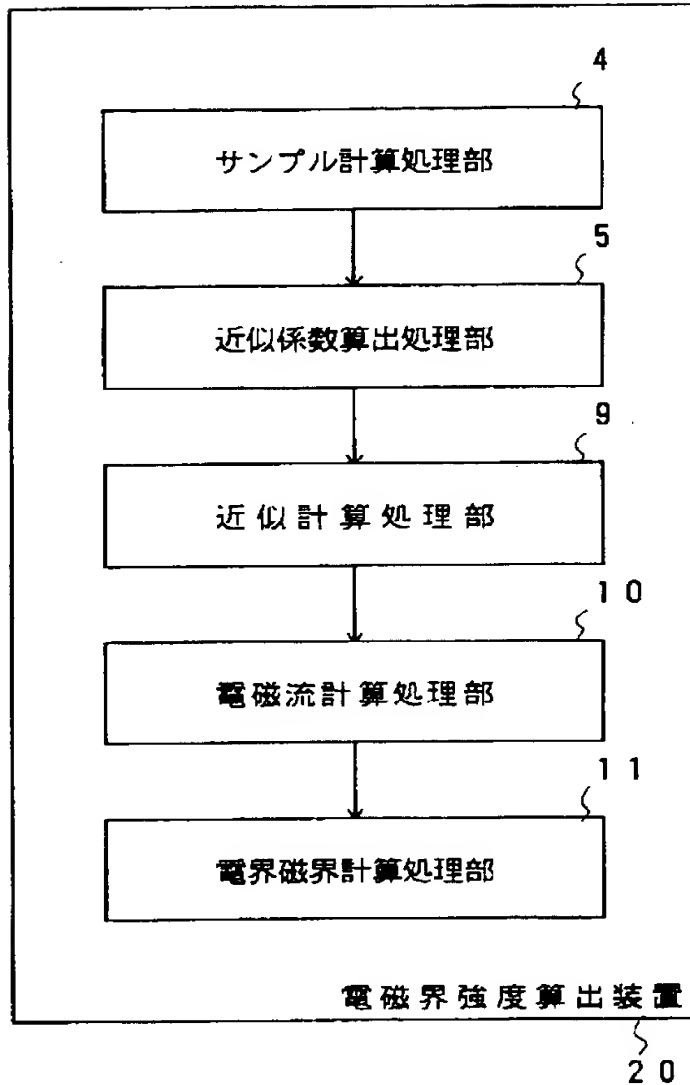 4
サンプル計算処理部
5
近似係数算出処理部
9
近似計算処理部
10
電磁流計算処理部
11
電界磁界計算処理部
電磁界強度算出装置
20